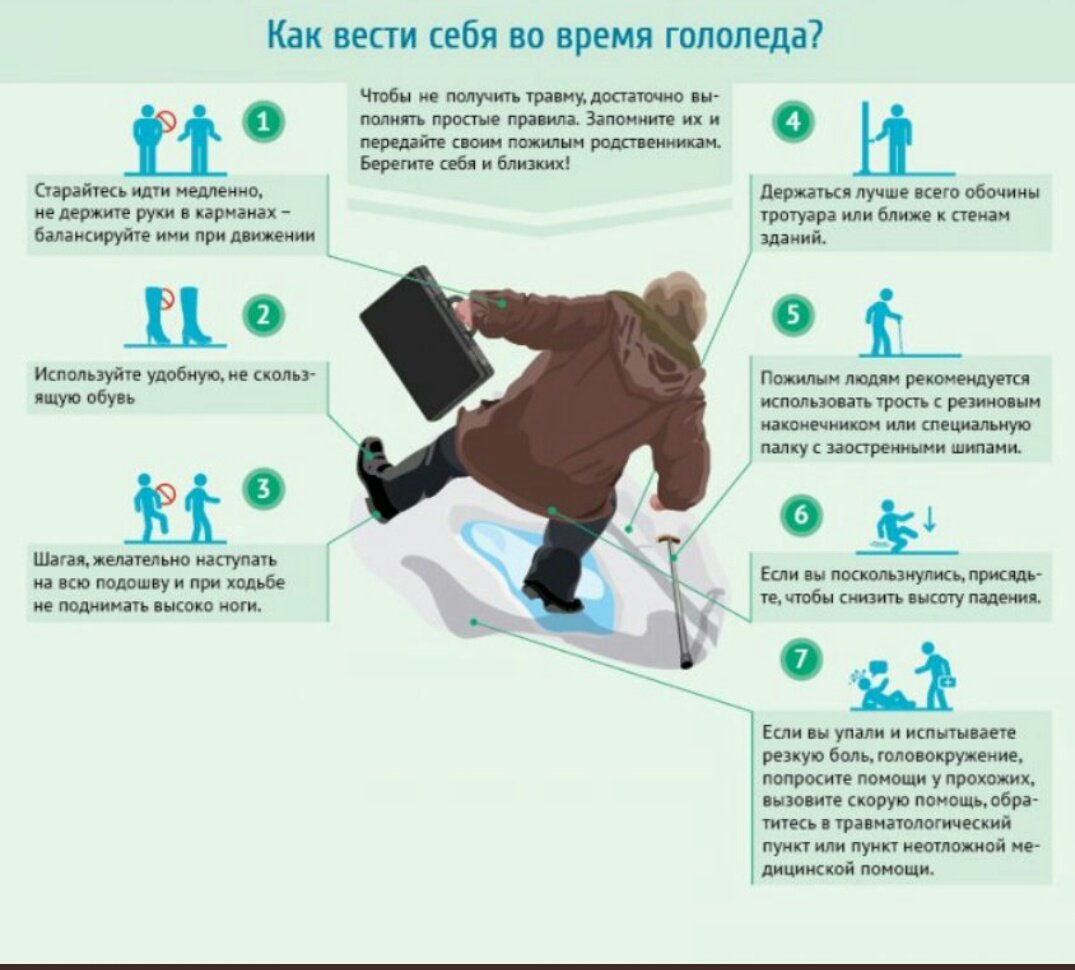 Как вести себя во время гололеда?
Чтобы не получить травму, достаточно вы-
полнять простые правила. Запомните их и
передайте своим пожилым родственникам.
Берегите себя и близких!
1
Старайтесь идти медленно,
не держите руки в карманах –
балансируйте ими при движении
2
Используйте удобную, не скольз-
ящую обувь
3
Шагая, желательно наступать
на всю подошву и при ходьбе
не поднимать высоко ноги.
4
Держаться лучше всего обочины
тротуара или ближе к стенам
зданий.
5
Пожилым людям рекомендуется
использовать трость с резиновым
наконечником или специальную
палку с заостренными шипами.
6
Если вы поскользнулись, присядь-
те, чтобы снизить высоту падения.
7
Если вы упали и испытываете
резкую боль, головокружение,
попросите помощи у прохожих,
вызовите скорую помощь, обра-
титесь в травматологический
пункт или пункт неотложной ме-
дицинской помощи.